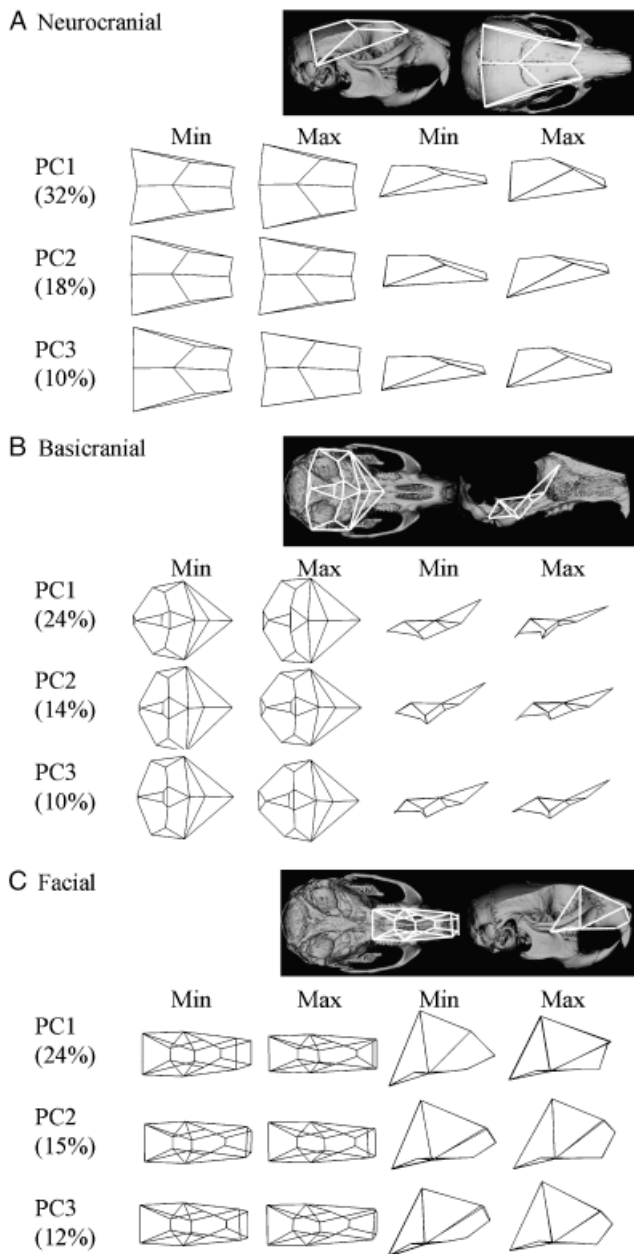 A Neurocranial
Min Max Min Max
PC1
(32%)
PC2
(18%)
PC3
(10%)
B Basicranial
Min Max Min Max
PC1
(24%)
PC2
(14%)
PC3
(10%)
C Facial
Min Max Min Max
PC1
(24%)
PC2
(15%)
PC3
(12%)